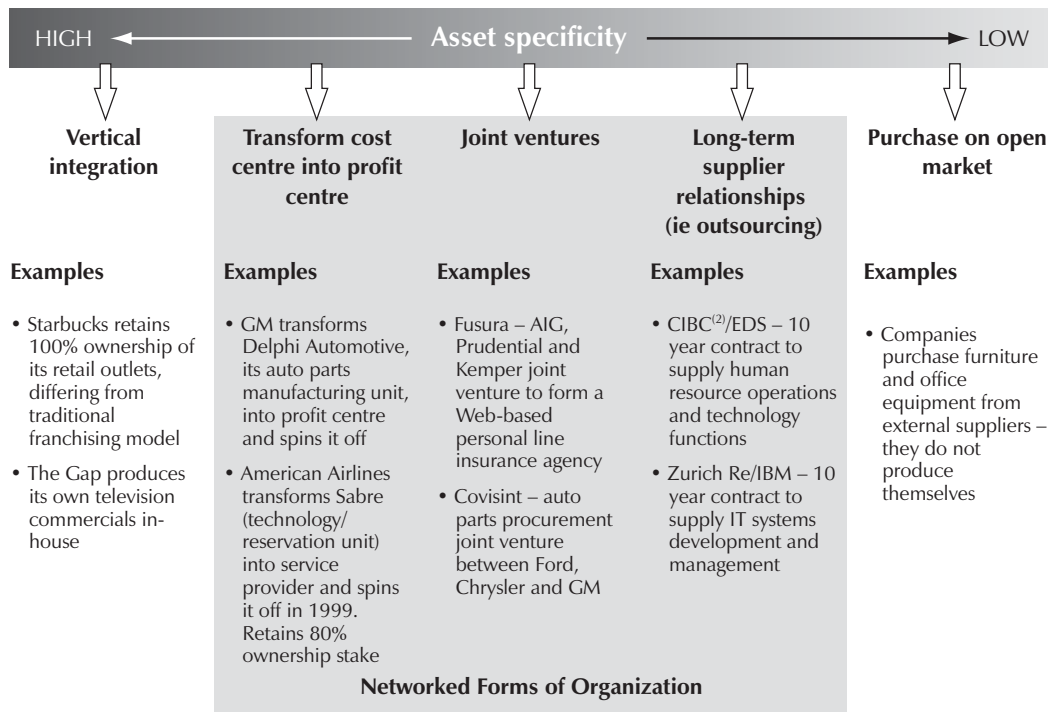 HIGH Asset specificity LOW
Vertical
integration
Examples
• Starbucks retains
100% ownership of
its retail outlets,
differing from
traditional
franchising model
• The Gap produces
its own television
commercials in-
house
Transform cost
centre into profit
centre
Examples
• GM transforms
Delphi Automotive,
its auto parts
manufacturing unit,
into profit centre
and spins it off
• American Airlines
transforms Sabre
(technology/
reservation unit)
into service
provider and spins
it off in 1999.
Retains 80%
ownership stake
Joint ventures
Examples
• Fusura – AIG,
Prudential and
Kemper joint
venture to form a
Web-based
personal line
insurance agency
• Covisint – auto
parts procurement
joint venture
between Ford,
Chrysler and GM
Long-term
supplier
relationships
(ie outsourcing)
Examples
• CIBC(2)/EDS – 10
year contract to
supply human
resource operations
and technology
functions
• Zurich Re/IBM – 10
year contract to
supply IT systems
development and
management
Purchase on open
market
Examples
• Companies
purchase furniture
and office
equipment from
external suppliers –
they do not
produce
themselves
Networked Forms of Organization